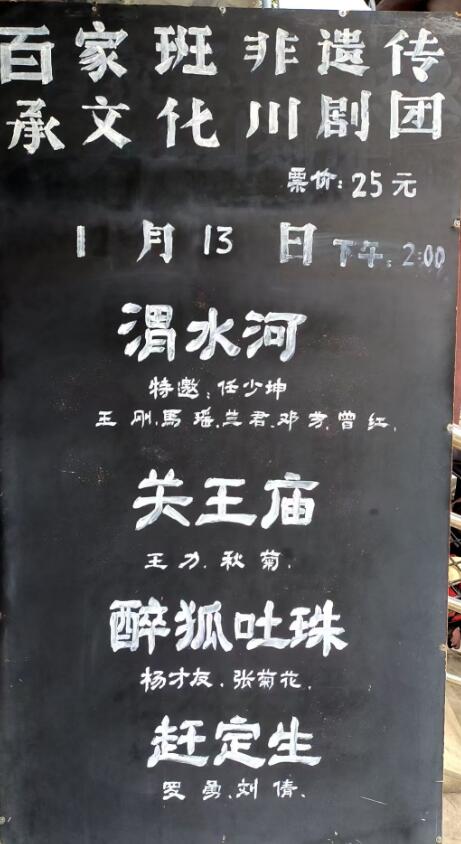 百家班非遗传
承文化川剧团
票价:25元
1月13日下午:2:00
渭水河
特邀:任少坤
王刚.馬瑶.兰君.邓芳.曾红.
关王庙
王力.秋菊.
醉狐吐珠
杨才友.张菊花.
赶定生
罗勇.刘倩.